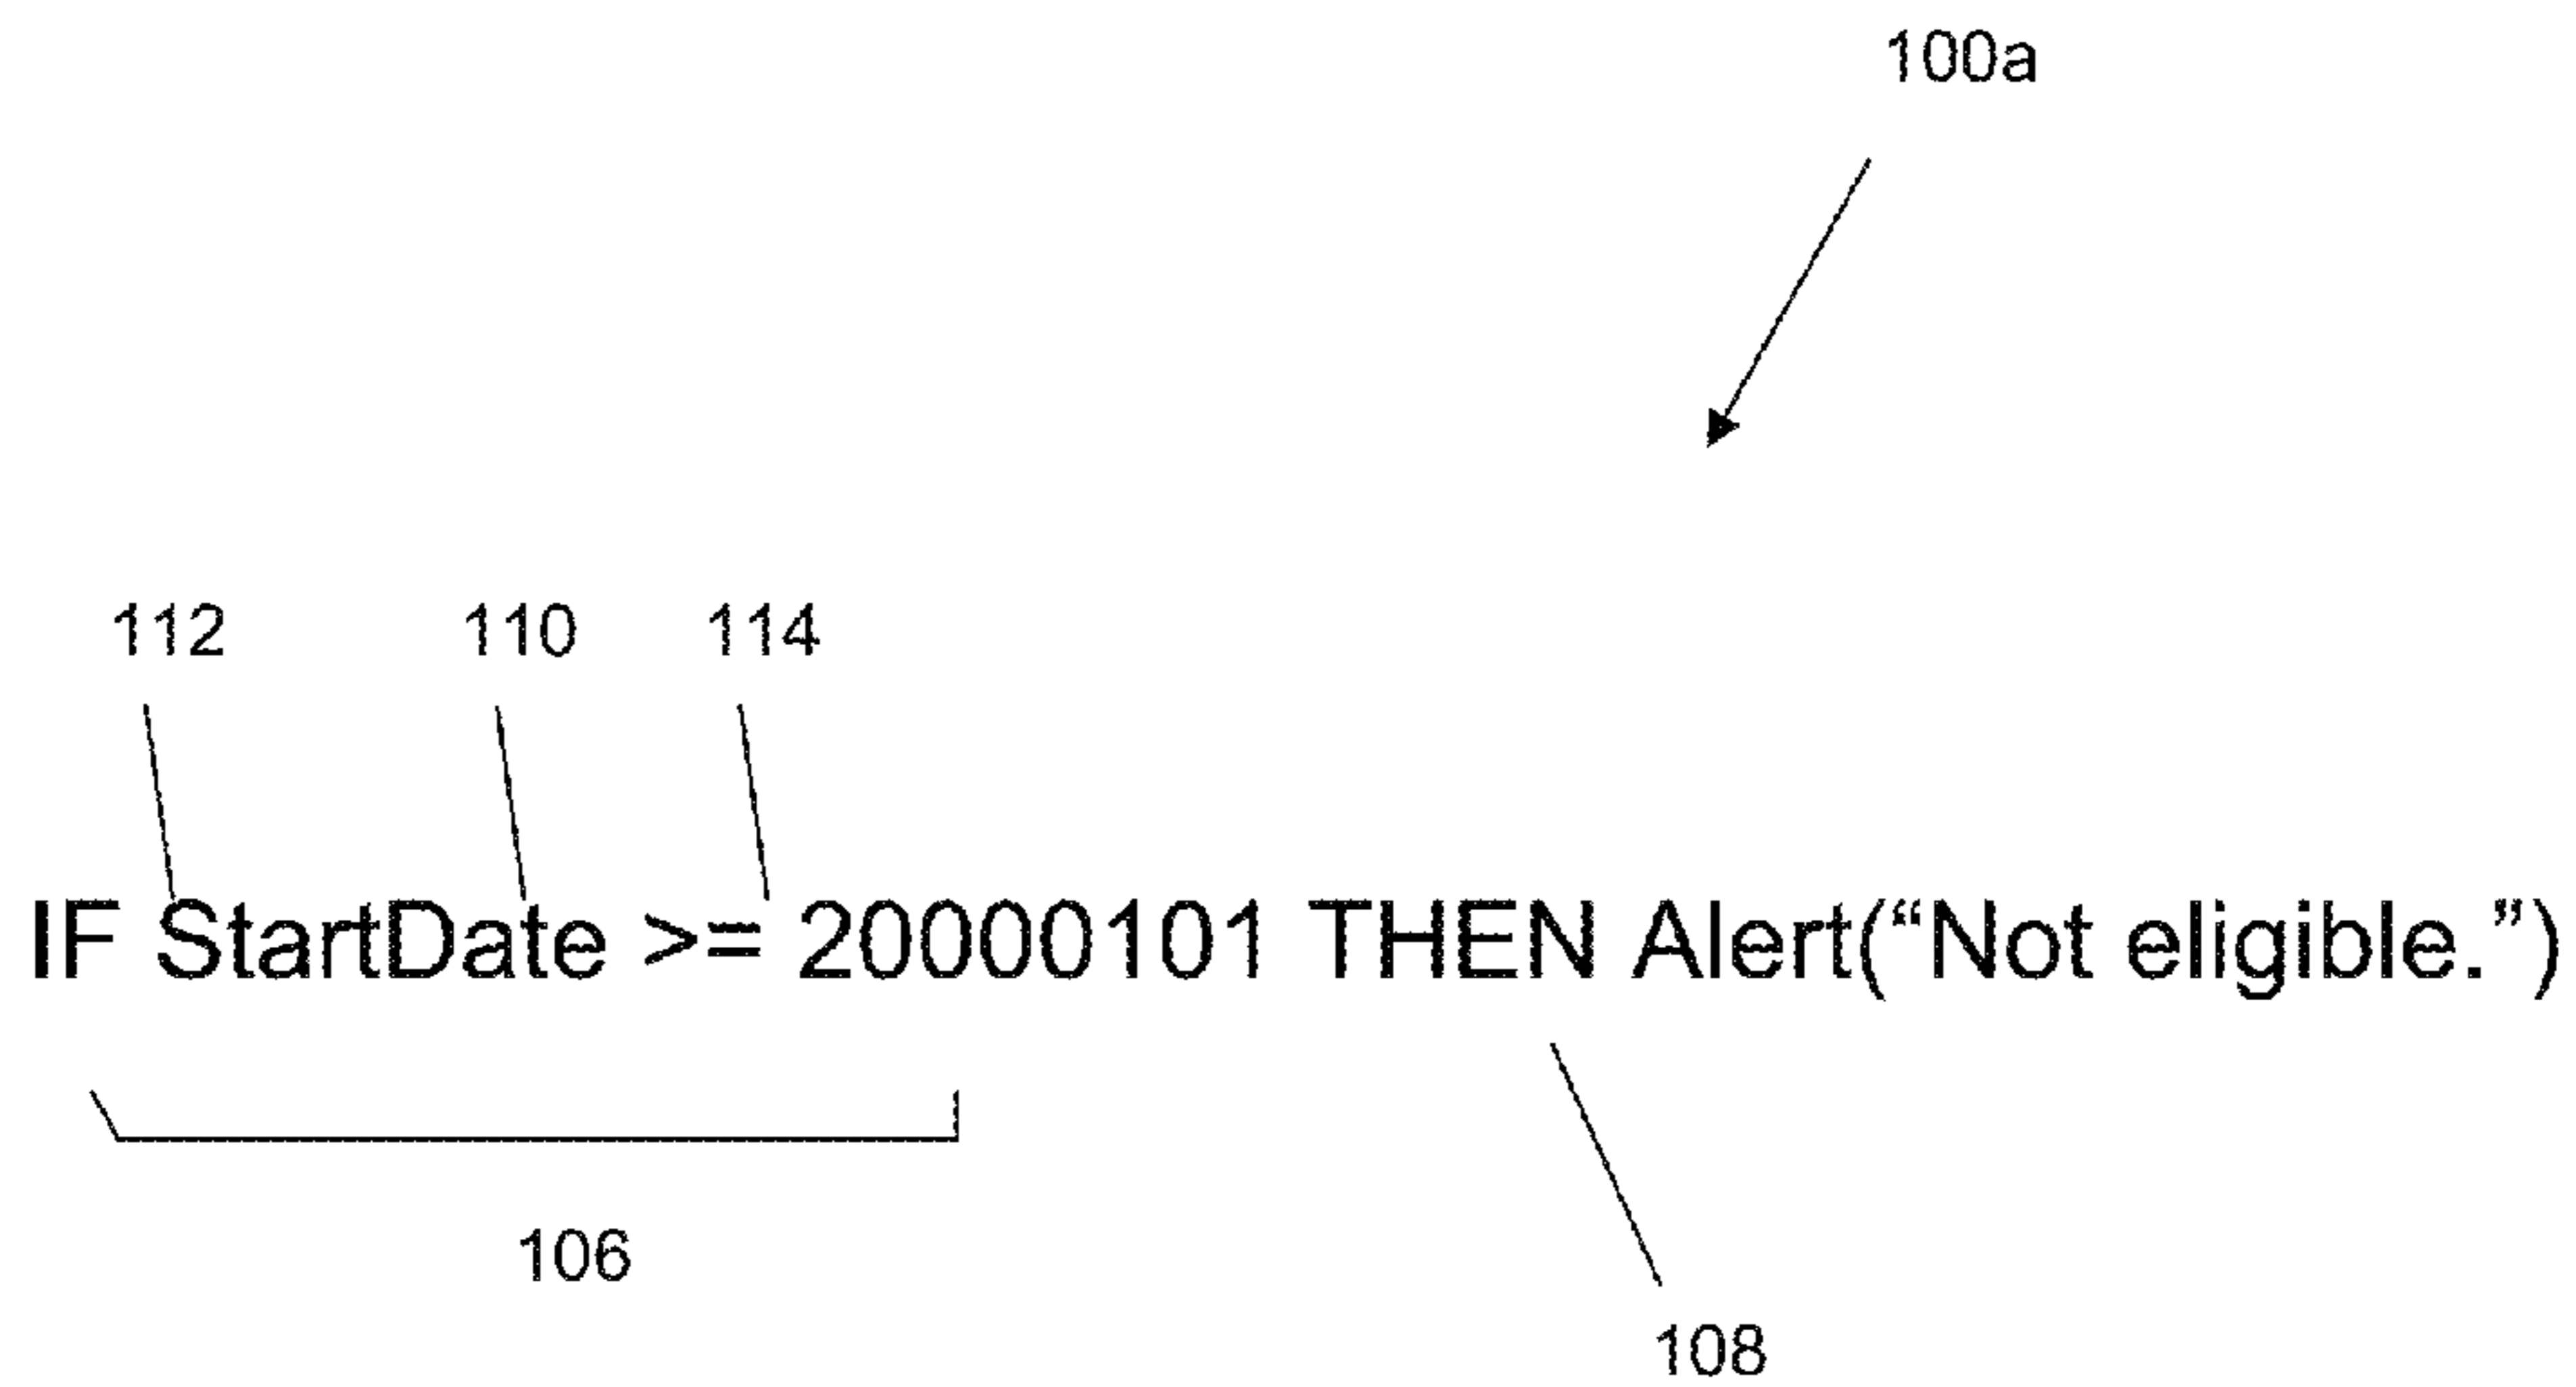 100a
112 110 114
IF StartDate >= 20000101 THEN Alert(“Not eligible.”)
106
108